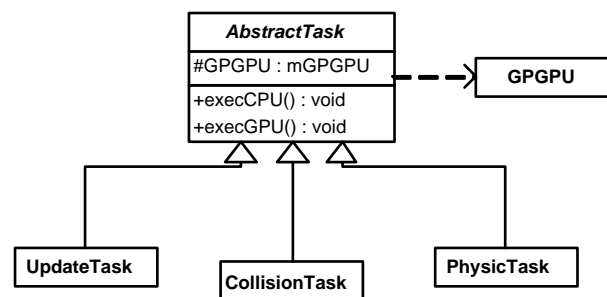 AbstractTask
#GPGPU : mGPGPU
GPGPU
+execCPU() : void
+execGPU() : void
UpdateTask
CollisionTask
PhysicTask